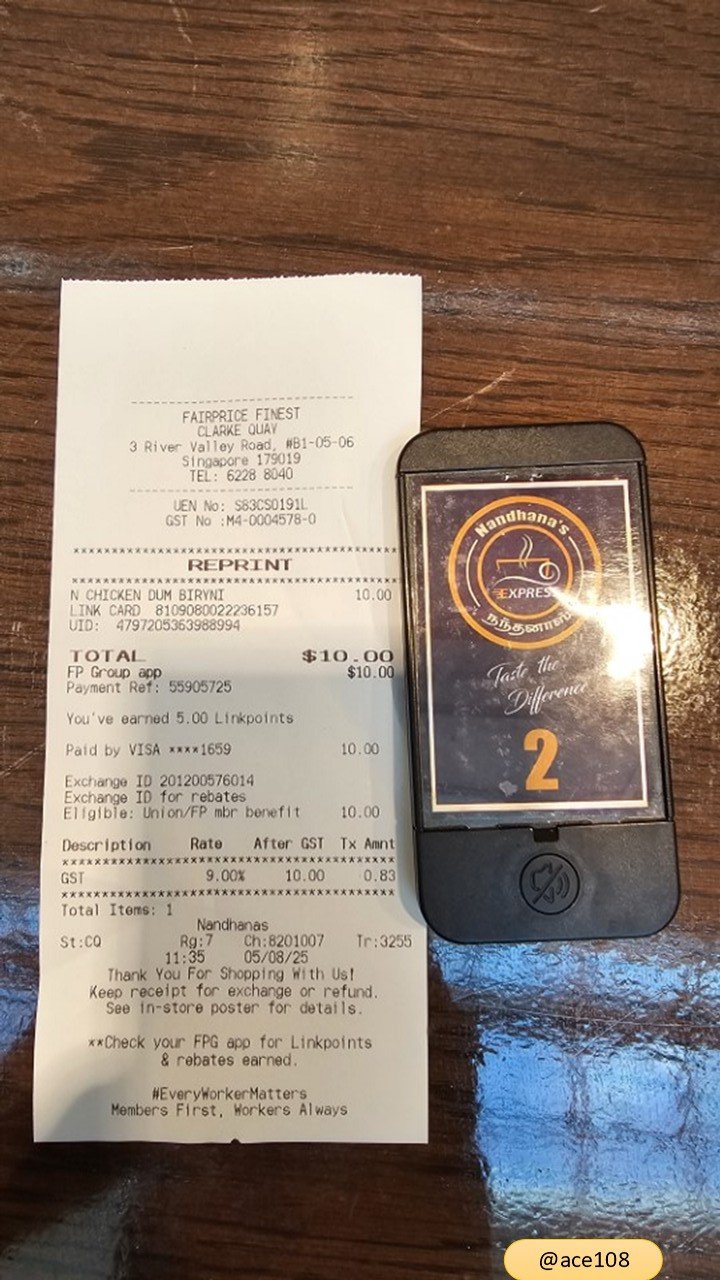 FAIRPRICE FINEST
CLARKE QUAY
3 River Valley Road, #B1-05-06
Singapore 179019
TEL: 6228 8040
UEN No: S83CS0191L
GST No :M4-0004578-0
REPRINT
N CHICKEN DUM BIRYNI 10.00
LINK CARD 8109080022236157
UID: 4797205363988994
TOTAL $10.00
FP Group app $10.00
Payment Ref: 55905725
You've earned 5.00 Linkpoints
Paid by VISA ****1659 10.00
Exchange ID 201200576014
Exchange ID for rebates
Eligible: Union/FP mbr benefit 10.00
Description Rate After GST Tx Amnt
GST 9.00% 10.00 0.83
Total Items: 1
Nandhanas
St:CQ Rg:7 Ch:8201007 Tr:3255
11:35 05/08/25
Thank You For Shopping With Us!
Keep receipt for exchange or refund.
See in-store poster for details.
**Check your FPG app for Linkpoints
& rebates earned.
#EveryWorkerMatters
Members First, Workers Always
Nandhana's
EXPRESS
நந்தனாஸ்
Taste the
Difference
2
@ace108